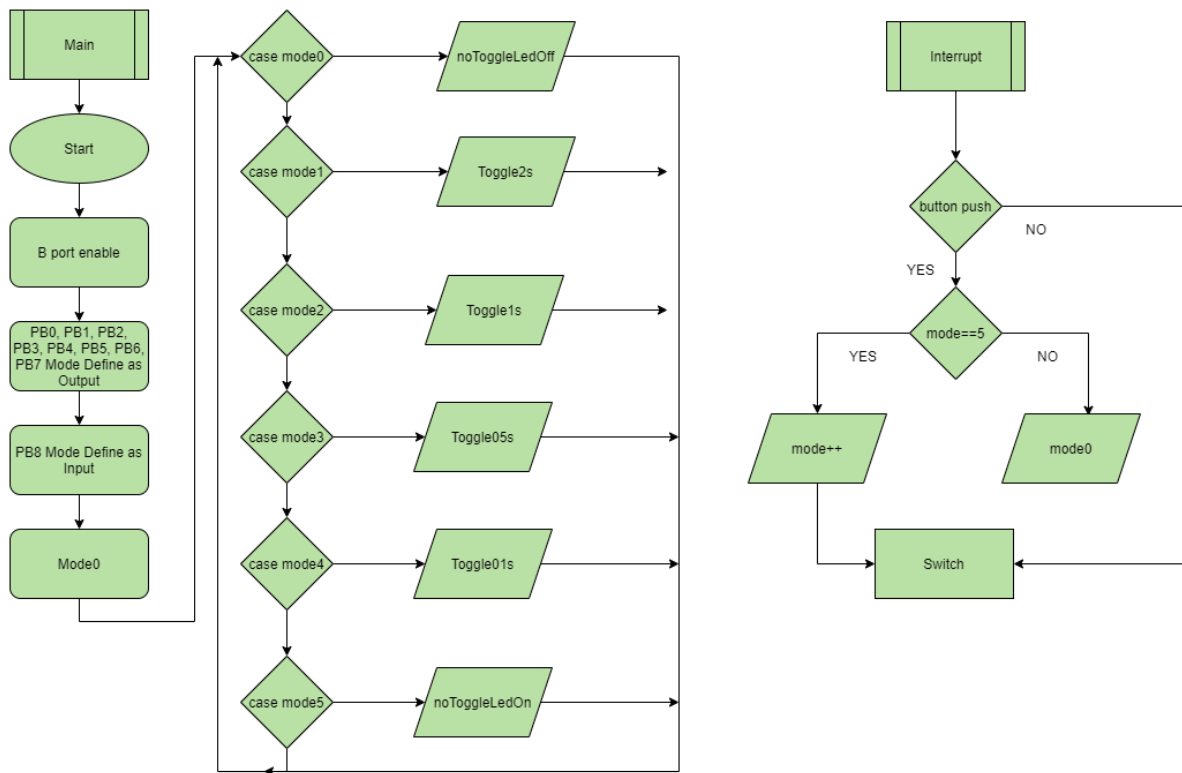 Main
Start
B port enable
PB0, PB1, PB2,
PB3, PB4, PB5, PB6,
PB7 Mode Define as
Output
PB8 Mode Define as
Input
Mode0
case mode0
noToggleLedOff
case mode1
Toggle2s
case mode2
Toggle1s
case mode3
Toggle05s
case mode4
Toggle01s
case mode5
noToggleLedOn
Interrupt
button push
NO
YES
mode==5
YES
NO
mode++
mode0
Switch